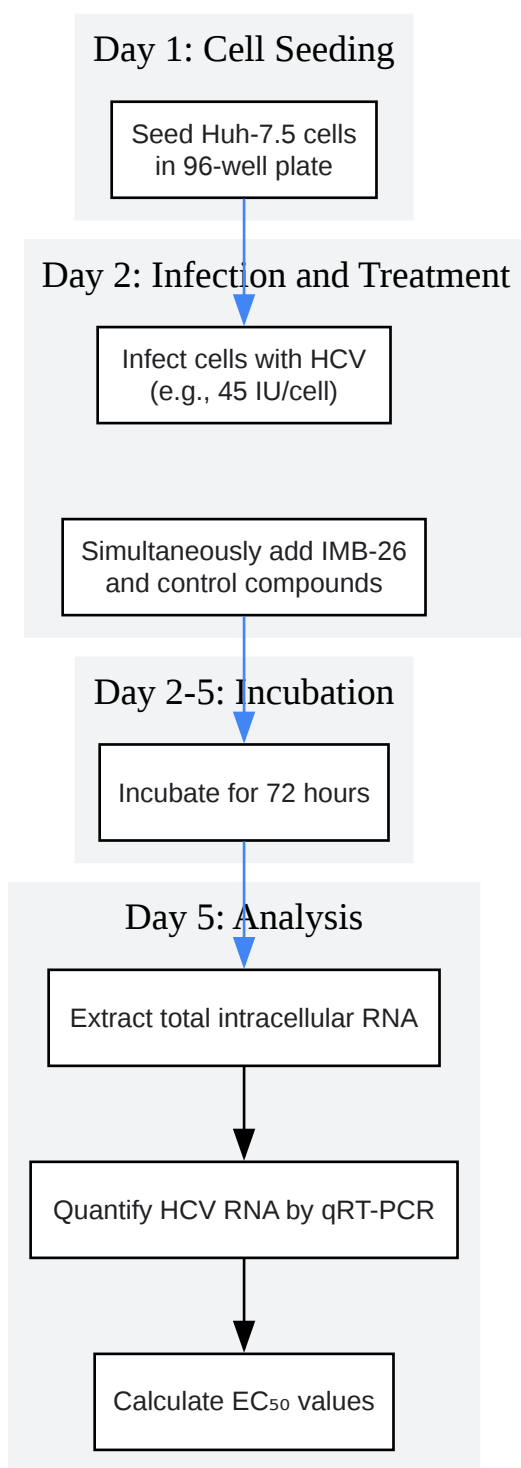 Day 1: Cell Seeding
Seed Huh-7.5 cells
in 96-well plate
Day 2: Infection and Treatment
Infect cells with HCV
(e.g., 45 IU/cell)
Simultaneously add IMB-26
and control compounds
Day 2-5: Incubation
Incubate for 72 hours
Day 5: Analysis
Extract total intracellular RNA
Quantify HCV RNA by qRT-PCR
Calculate EC₅₀ values